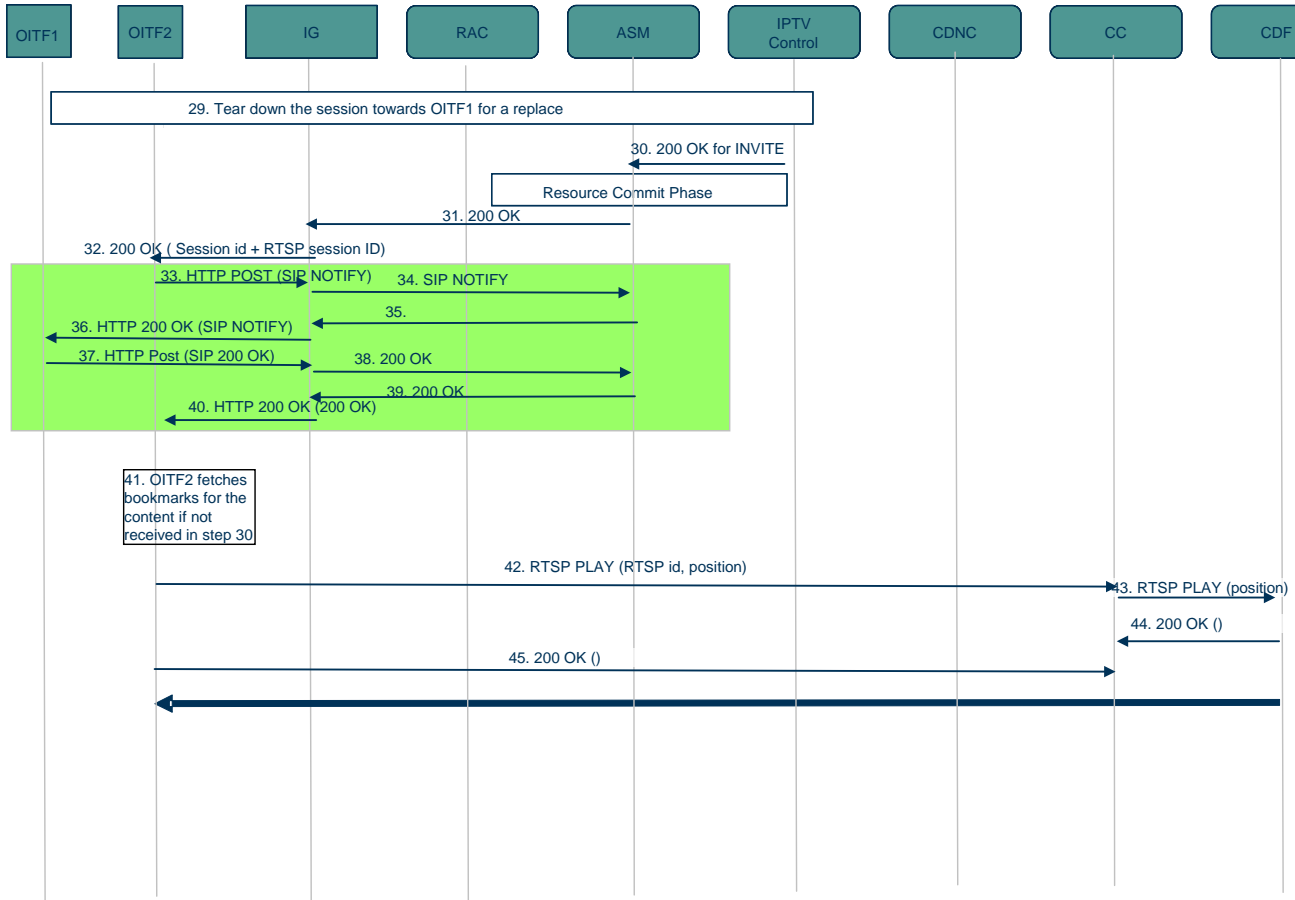 OITF1
OITF2
IG
RAC
ASM
IPTV
Control
CDNC
CC
CDF
29. Tear down the session towards OITF1 for a replace
30. 200 OK for INVITE
Resource Commit Phase
31. 200 OK
32. 200 OK ( Session id + RTSP session ID)
33. HTTP POST (SIP NOTIFY)
34. SIP NOTIFY
35.
36. HTTP 200 OK (SIP NOTIFY)
37. HTTP Post (SIP 200 OK)
38. 200 OK
39. 200 OK
40. HTTP 200 OK (200 OK)
41. OITF2 fetches
bookmarks for the
content if not
received in step 30
42. RTSP PLAY (RTSP id, position)
43. RTSP PLAY (position)
44. 200 OK ()
45. 200 OK ()